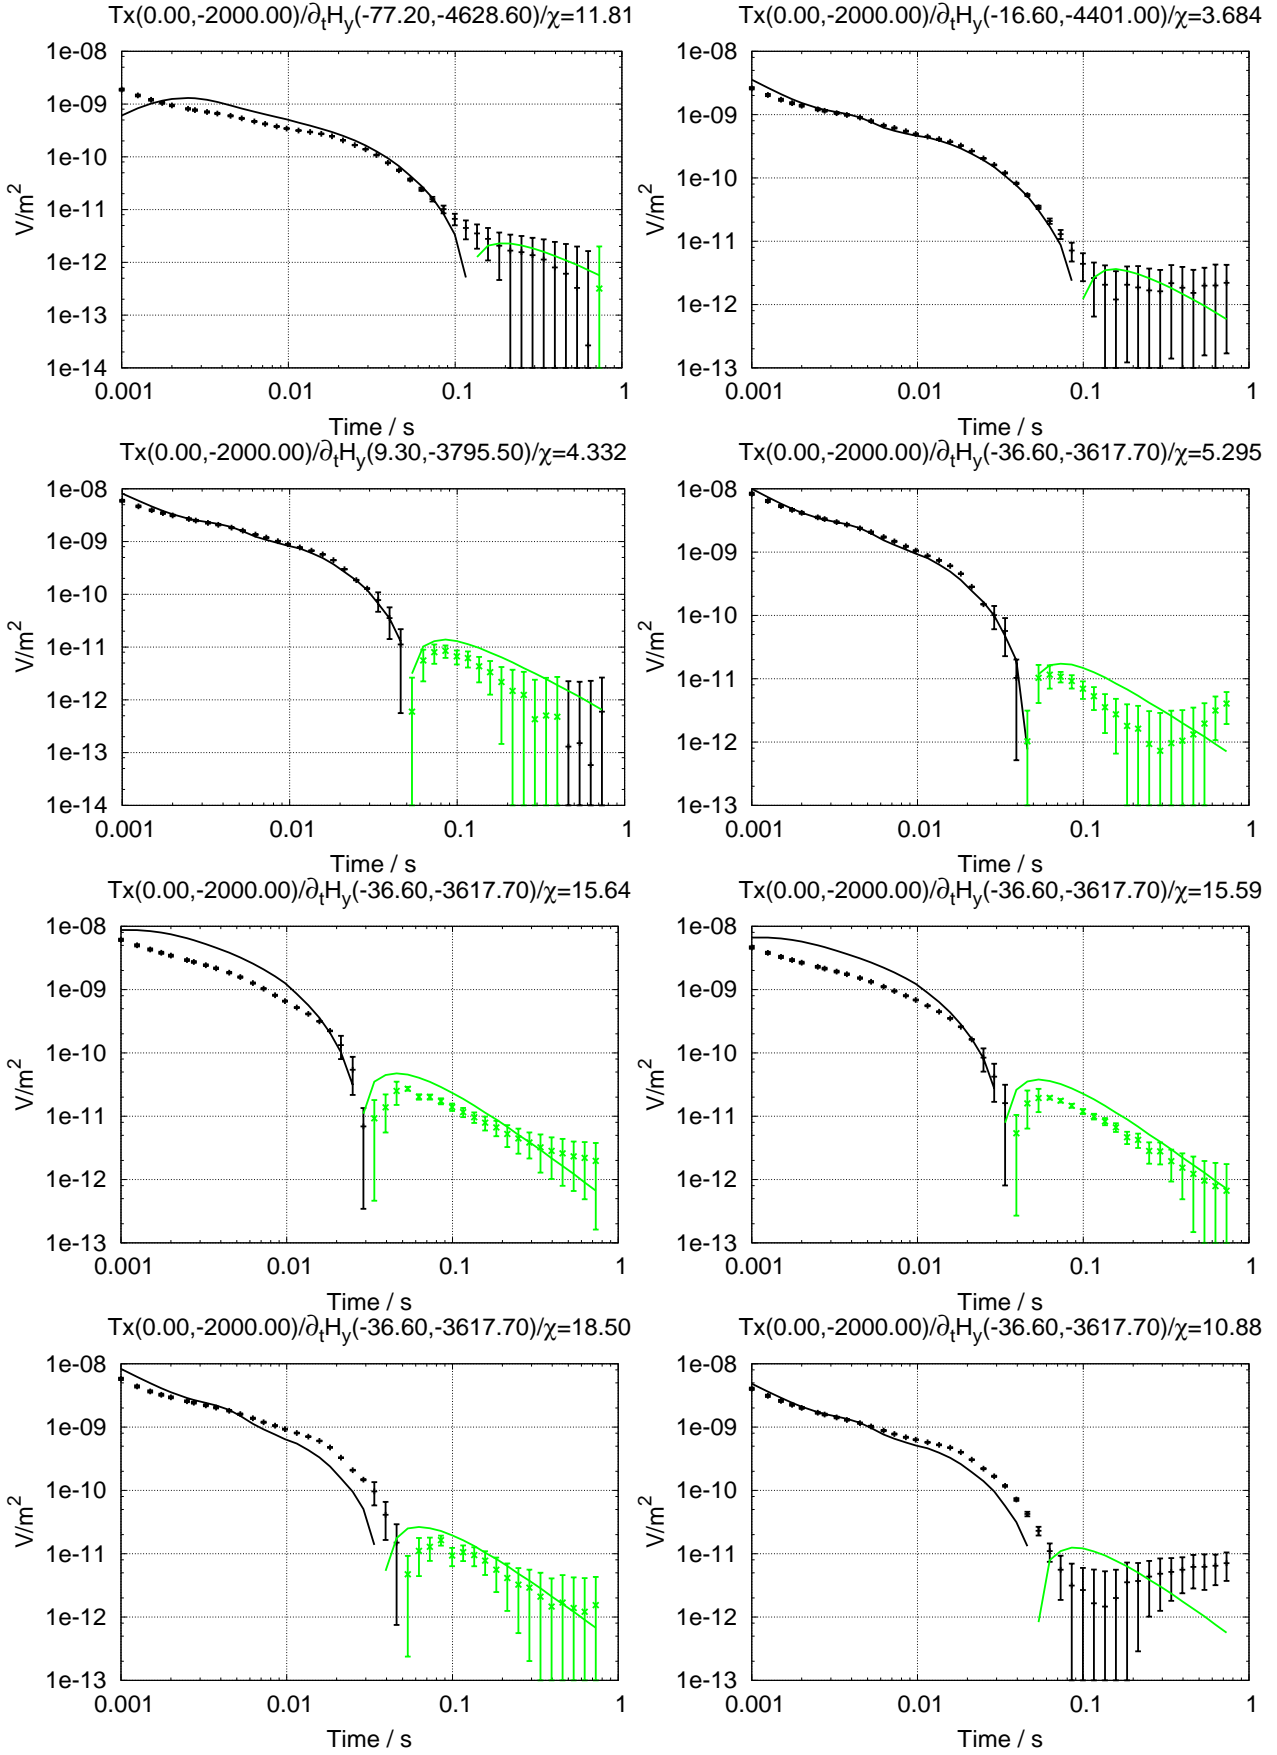 Tx(0.00,-2000.00)/∂tHy(-77.20,-4628.60)/χ=11.81
1e-08
1e-09
1e-10
1e-11
1e-12
1e-13
1e-14
V/m²
0.001 0.01 0.1 1
Time / s
Tx(0.00,-2000.00)/∂tHy(-16.60,-4401.00)/χ=3.684
1e-08
1e-09
1e-10
1e-11
1e-12
1e-13
V/m²
0.001 0.01 0.1 1
Time / s
Tx(0.00,-2000.00)/∂tHy(9.30,-3795.50)/χ=4.332
1e-08
1e-09
1e-10
1e-11
1e-12
1e-13
1e-14
V/m²
0.001 0.01 0.1 1
Time / s
Tx(0.00,-2000.00)/∂tHy(-36.60,-3617.70)/χ=5.295
1e-08
1e-09
1e-10
1e-11
1e-12
1e-13
V/m²
0.001 0.01 0.1 1
Time / s
Tx(0.00,-2000.00)/∂tHy(-36.60,-3617.70)/χ=15.64
1e-08
1e-09
1e-10
1e-11
1e-12
1e-13
V/m²
0.001 0.01 0.1 1
Time / s
Tx(0.00,-2000.00)/∂tHy(-36.60,-3617.70)/χ=15.59
1e-08
1e-09
1e-10
1e-11
1e-12
1e-13
V/m²
0.001 0.01 0.1 1
Time / s
Tx(0.00,-2000.00)/∂tHy(-36.60,-3617.70)/χ=18.50
1e-08
1e-09
1e-10
1e-11
1e-12
1e-13
V/m²
0.001 0.01 0.1 1
Time / s
Tx(0.00,-2000.00)/∂tHy(-36.60,-3617.70)/χ=10.88
1e-08
1e-09
1e-10
1e-11
1e-12
1e-13
V/m²
0.001 0.01 0.1 1
Time / s